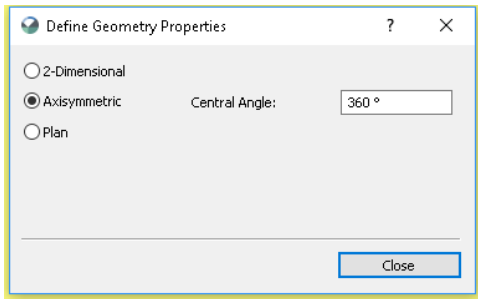 Define Geometry Properties ?
2-Dimensional
Axisymmetric Central Angle: 360 °
Plan
Close